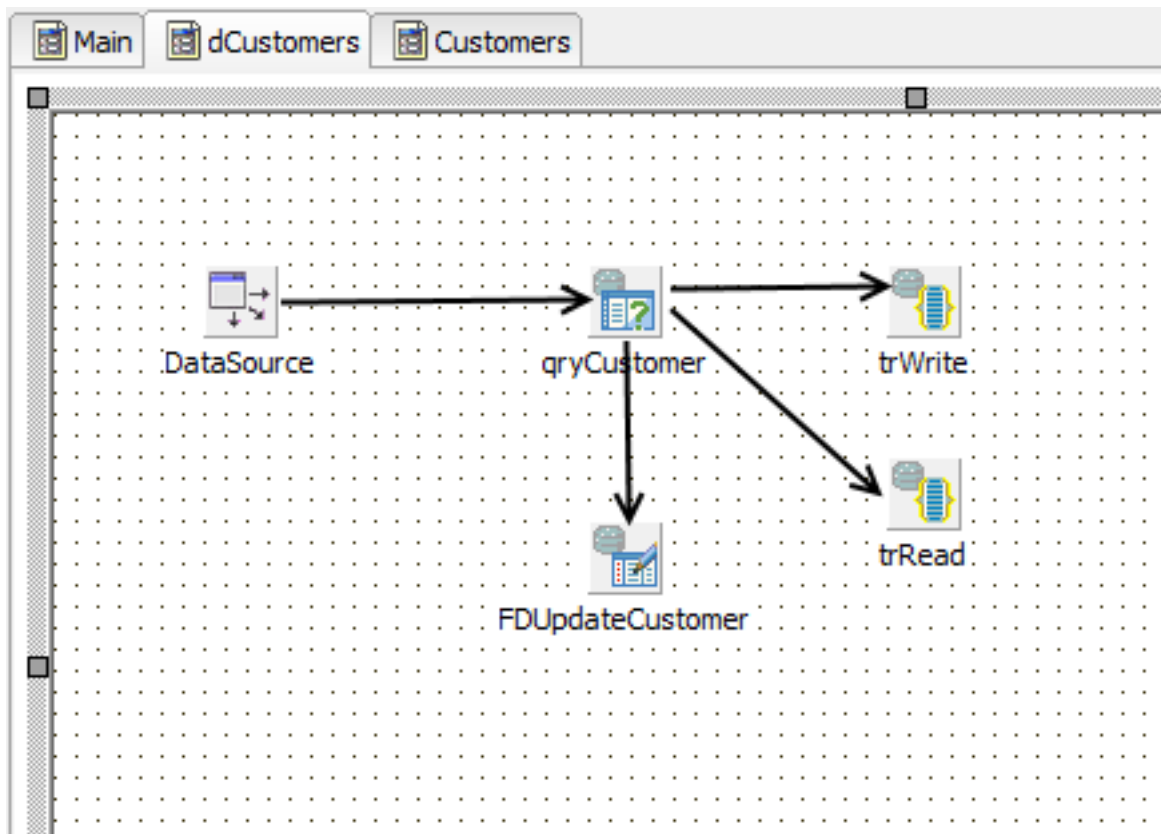 Main
dCustomers
Customers
DataSource
qryCustomer
trWrite
trRead
FDUpdateCustomer